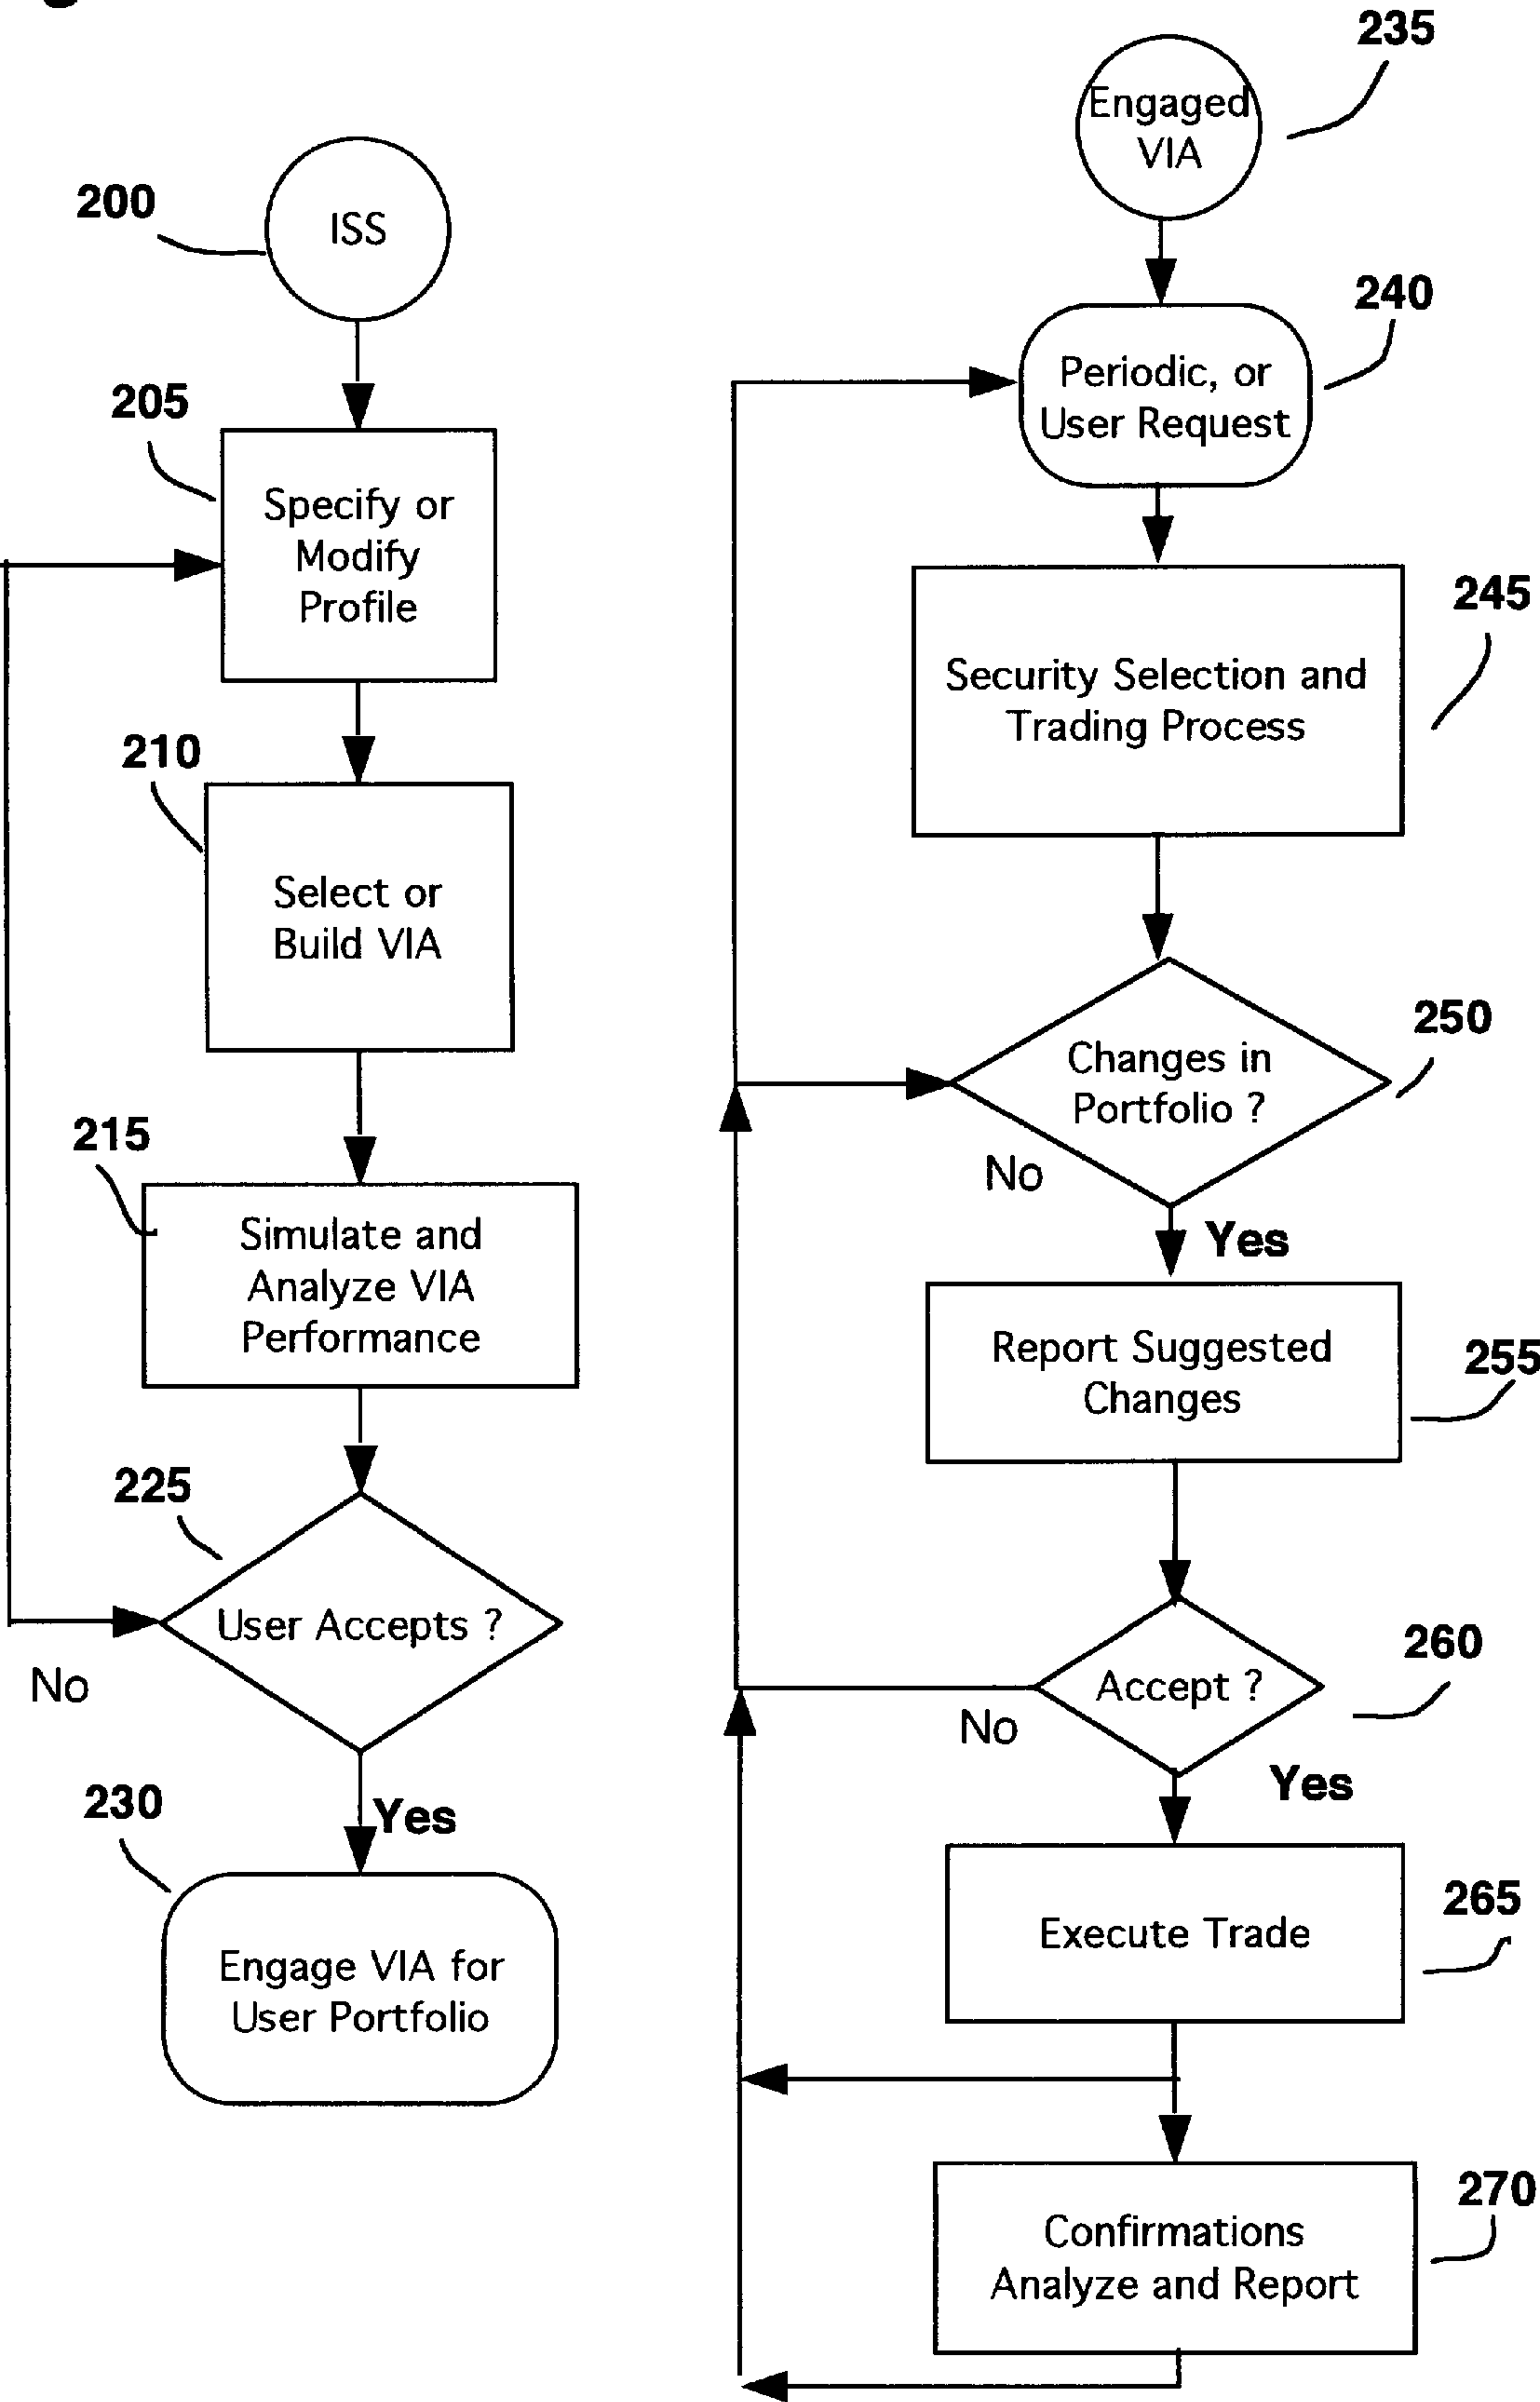 200
ISS
205
Specify or
Modify
Profile
210
Select or
Build VIA
215
Simulate and
Analyze VIA
Performance
225
User Accepts ?
No
Yes
230
Engage VIA for
User Portfolio
235
Engaged
VIA
240
Periodic, or
User Request
245
Security Selection and
Trading Process
250
Changes in
Portfolio ?
No
Yes
255
Report Suggested
Changes
260
Accept ?
No
Yes
265
Execute Trade
270
Confirmations
Analyze and Report